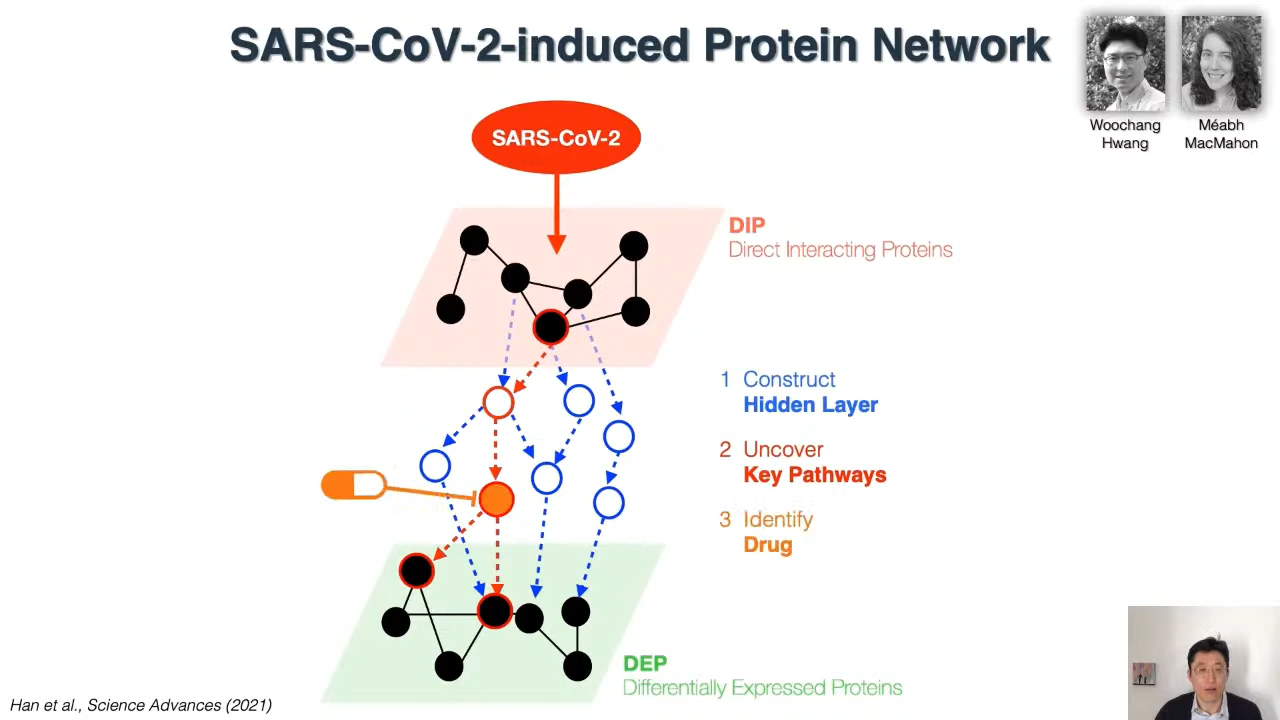 SARS-CoV-2-induced Protein Network
Woochang
Hwang
Méabh
MacMahon
SARS-CoV-2
DIP
Direct Interacting Proteins
1 Construct
Hidden Layer
2 Uncover
Key Pathways
3 Identify
Drug
DEP
Differentially Expressed Proteins
Han et al., Science Advances (2021)